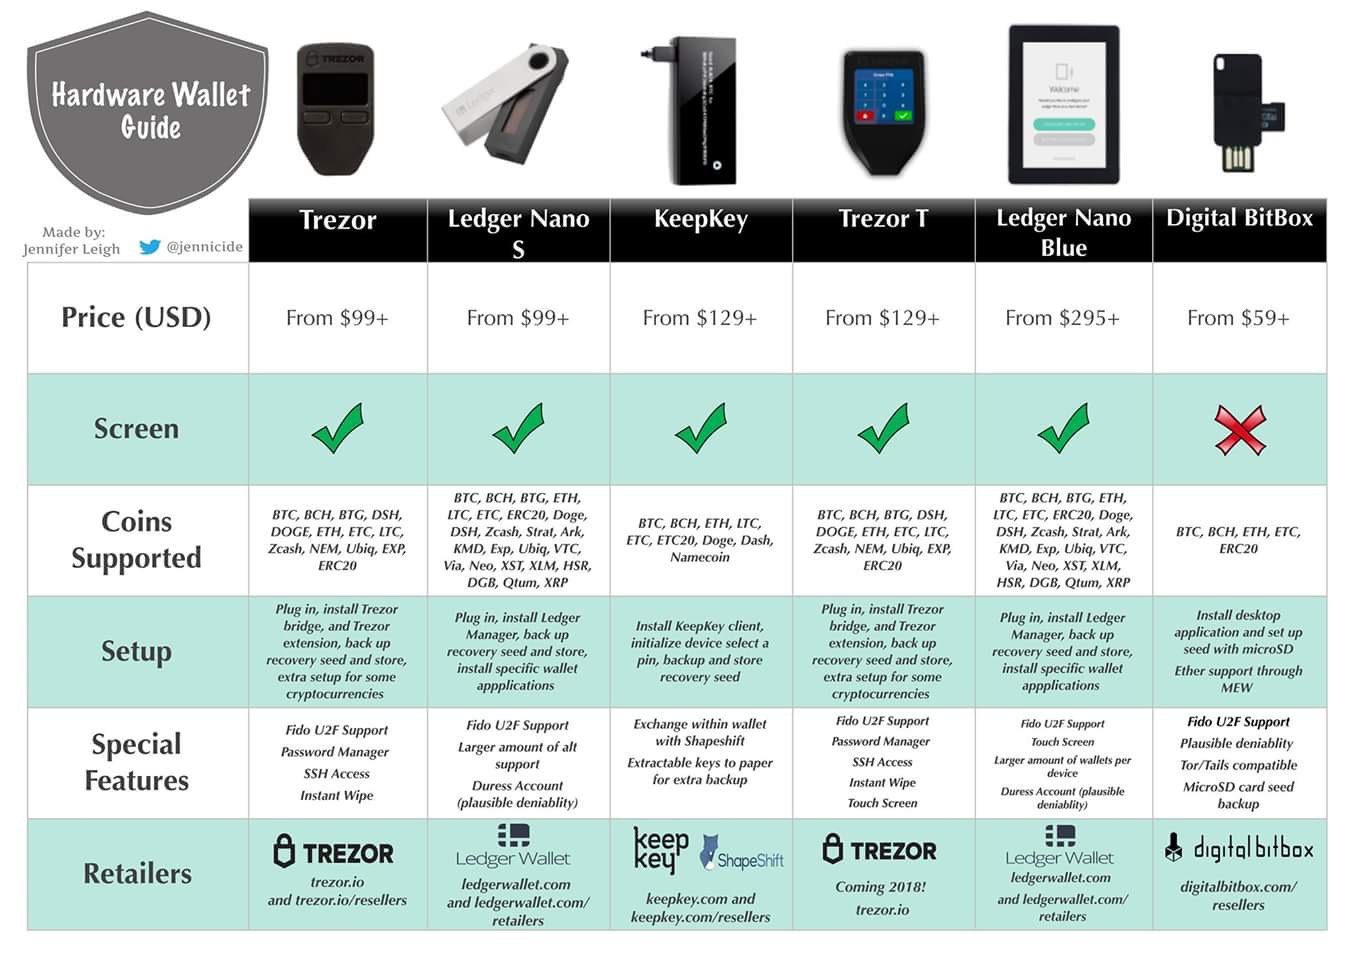 Hardware Wallet
Guide
Made by:
Jennifer Leigh
@jennicide
TREZOR
Ledger
Enter PIN
Welcome
Trezor
Ledger Nano
S
KeepKey
Trezor T
Ledger Nano
Blue
Digital BitBox
Price (USD)
From $99+
From $99+
From $129+
From $129+
From $295+
From $59+
Screen
Coins
Supported
BTC, BCH, BTG, DSH,
DOGE, ETH, ETC, LTC,
Zcash, NEM, Ubiq, EXP,
ERC20
BTC, BCH, BTG, ETH,
LTC, ETC, ERC20, Doge,
DSH, Zcash, Strat, Ark,
KMD, Exp, Ubiq, VTC,
Via, Neo, XST, XLM, HSR,
DGB, Qtum, XRP
BTC, BCH, ETH, LTC,
ETC, ETC20, Doge, Dash,
Namecoin
BTC, BCH, BTG, DSH,
DOGE, ETH, ETC, LTC,
Zcash, NEM, Ubiq, EXP,
ERC20
BTC, BCH, BTG, ETH,
LTC, ETC, ERC20, Doge,
DSH, Zcash, Strat, Ark,
KMD, Exp, Ubiq, VTC,
Via, Neo, XST, XLM,
HSR, DGB, Qtum, XRP
BTC, BCH, ETH, ETC,
ERC20
Setup
Plug in, install Trezor
bridge, and Trezor
extension, back up
recovery seed and store,
extra setup for some
cryptocurrencies
Plug in, install Ledger
Manager, back up
recovery seed and store,
install specific wallet
appplications
Install KeepKey client,
initialize device select a
pin, backup and store
recovery seed
Plug in, install Trezor
bridge, and Trezor
extension, back up
recovery seed and store,
extra setup for some
cryptocurrencies
Plug in, install Ledger
Manager, back up
recovery seed and store,
install specific wallet
appplications
Install desktop
application and set up
seed with microSD
Ether support through
MEW
Special
Features
Fido U2F Support
Password Manager
SSH Access
Instant Wipe
Fido U2F Support
Larger amount of alt
support
Duress Account
(plausible deniablity)
Exchange within wallet
with Shapeshift
Extractable keys to paper
for extra backup
Fido U2F Support
Password Manager
SSH Access
Instant Wipe
Touch Screen
Fido U2F Support
Touch Screen
Larger amount of wallets per
device
Duress Account (plausible
deniablity)
Fido U2F Support
Plausible deniablity
Tor/Tails compatible
MicroSD card seed
backup
Retailers
TREZOR
trezor.io
and trezor.io/resellers
Ledger Wallet
ledgerwallet.com
and ledgerwallet.com/
retailers
keep
key
ShapeShift
keepkey.com and
keepkey.com/resellers
TREZOR
Coming 2018!
trezor.io
Ledger Wallet
ledgerwallet.com
and ledgerwallet.com/
retailers
digital bitbox
digitalbitbox.com/
resellers